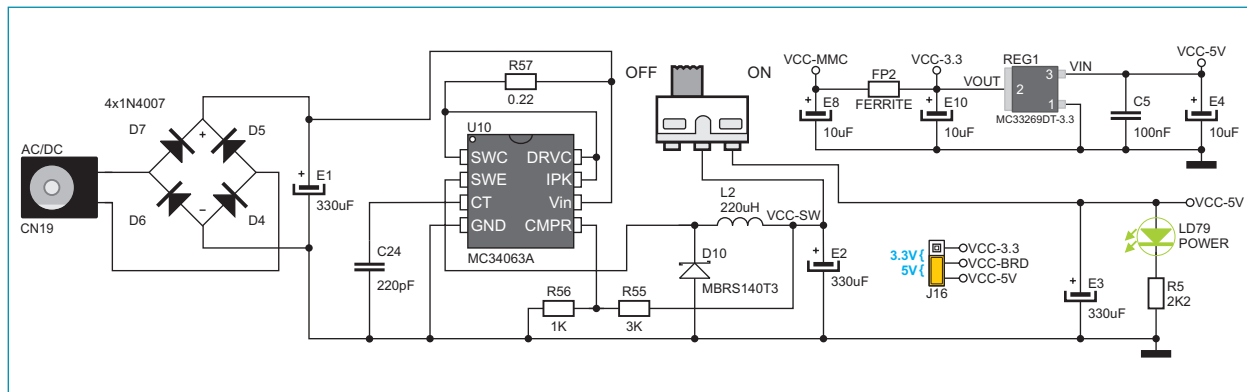 AC/DC
CN19
4x1N4007
D7
D5
+
−
D6
D4
+
E1
330uF
R57
0.22
U10
SWC
SWE
CT
GND
DRVC
IPK
Vin
CMPR
MC34063A
C24
220pF
R56
1K
R55
3K
D10
MBRS140T3
L2
220uH
VCC-SW
+
E2
330uF
OFF
ON
VCC-MMC
FP2
FERRITE
VCC-3.3
VOUT
REG1
VIN
3
2
1
MC33269DT-3.3
+
E8
10uF
+
E10
10uF
C5
100nF
VCC-5V
+
E4
10uF
3.3V{
5V{
VCC-3.3
VCC-BRD
VCC-5V
J16
+
E3
330uF
VCC-5V
LD79
POWER
R5
2K2